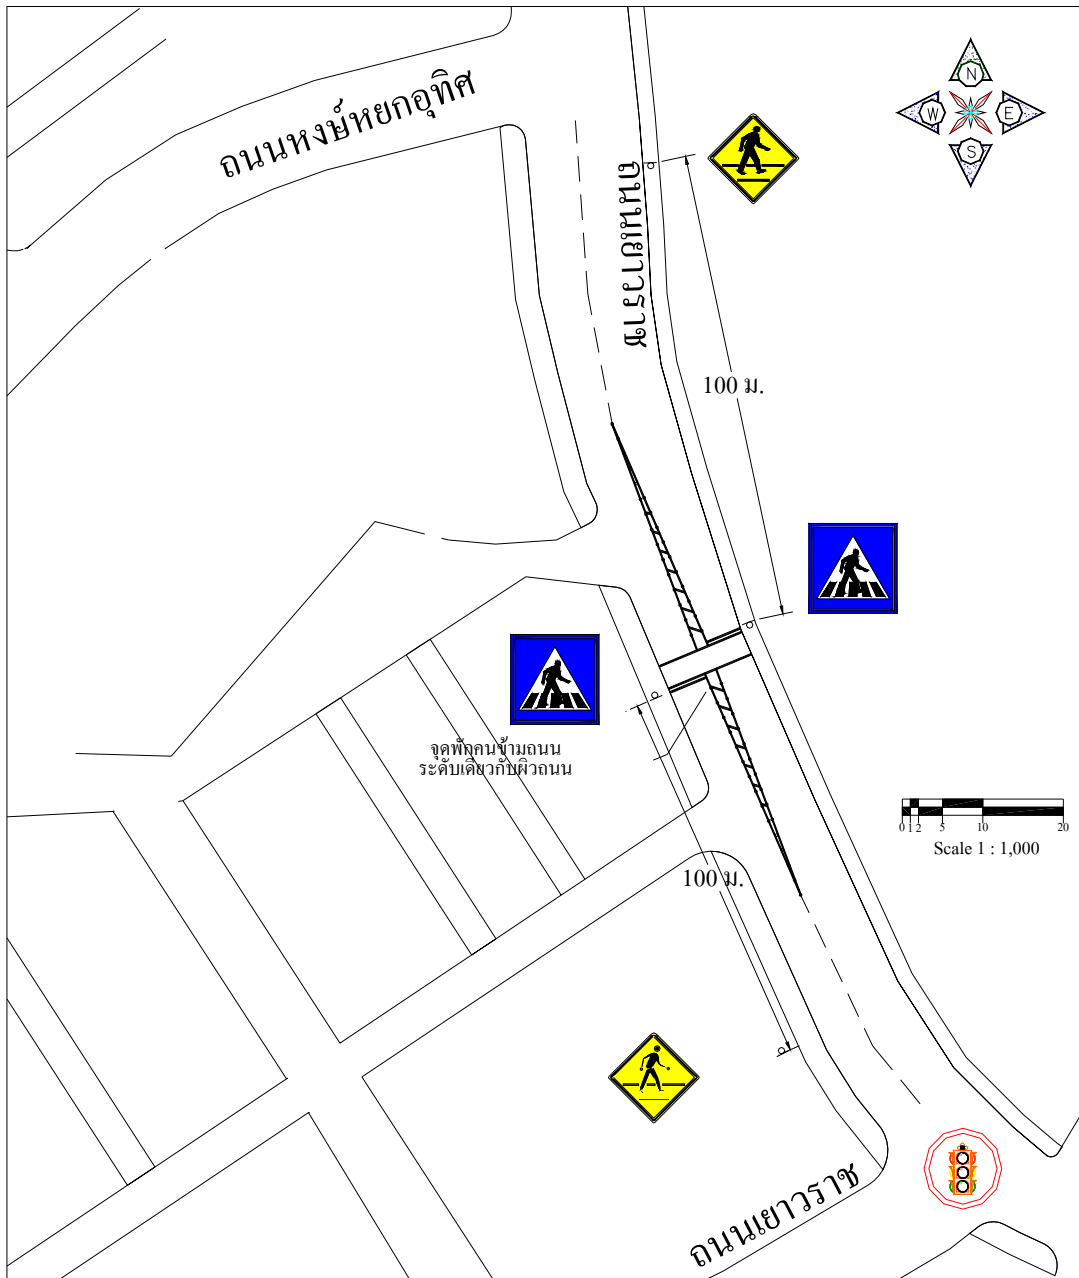 ถนนหงษ์หยกอุทิศ
N
W
E
S
ถนนเยาวราช
100 ม.
จุดพักคนข้ามถนน
ระดับเดียวกับผิวถนน
0 1 2 5 10 20
Scale 1 : 1,000
100 ม.
ถนนเยาวราช